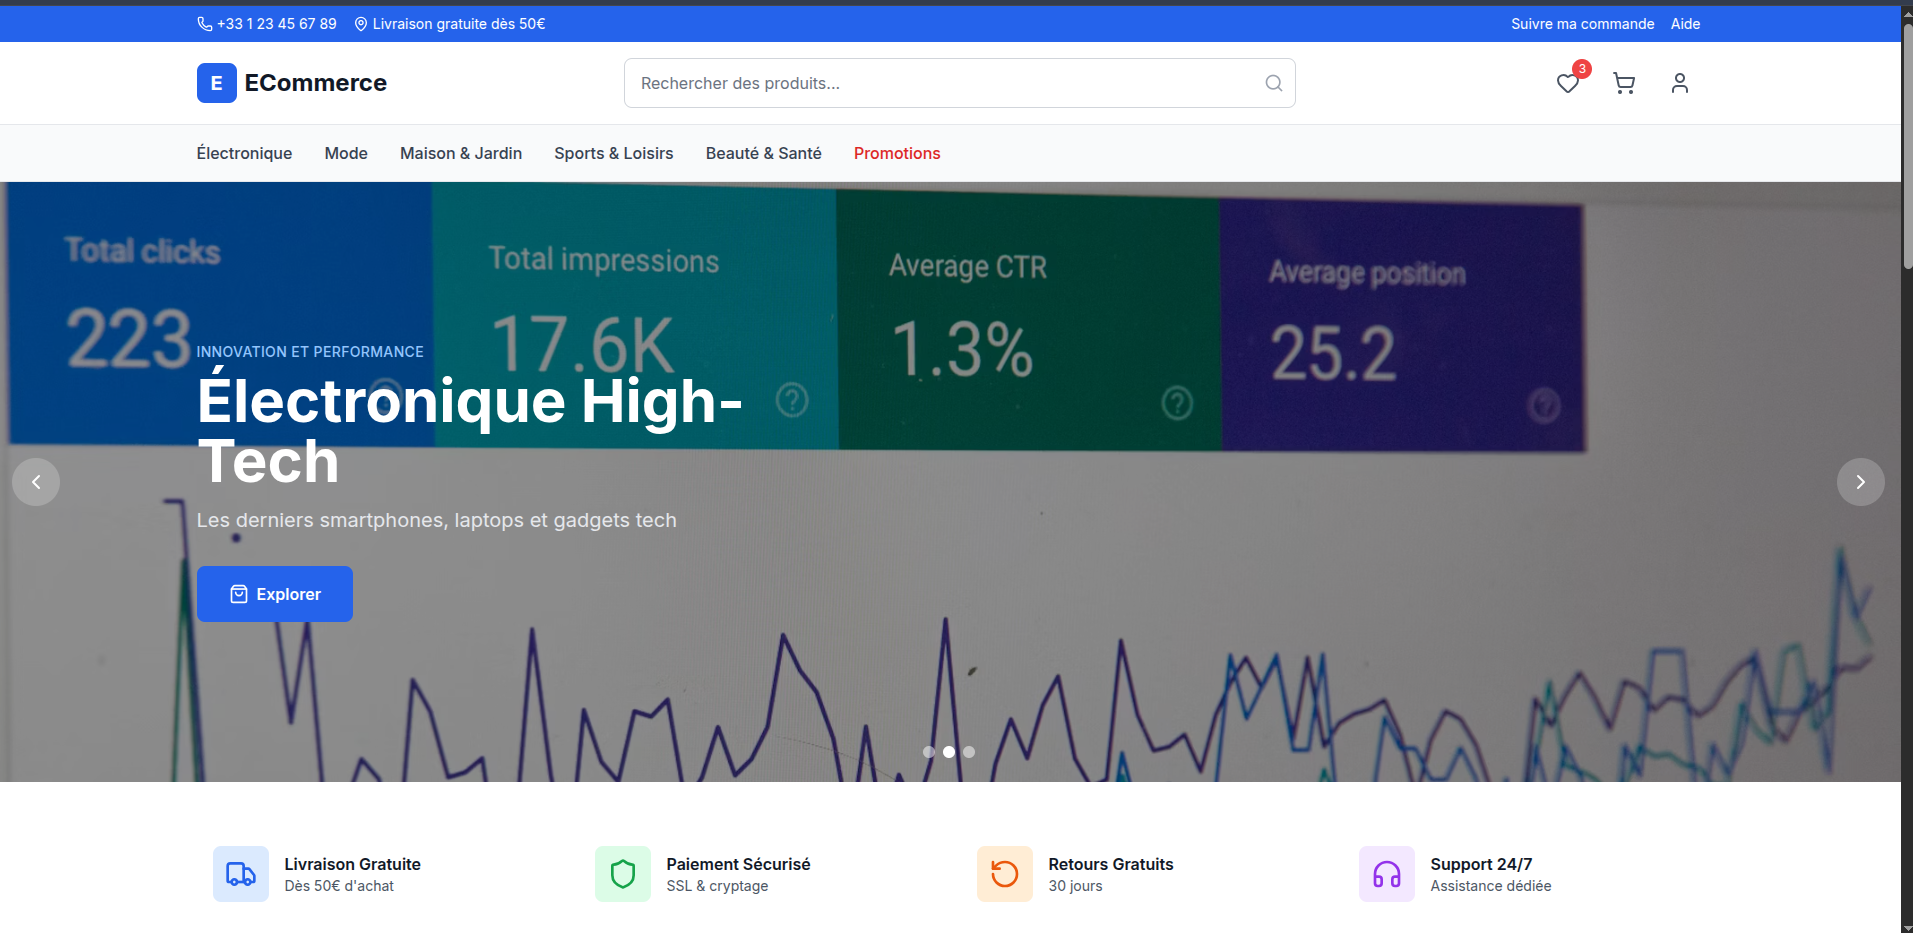 +33 1 23 45 67 89 Livraison gratuite dès 50€ Suivre ma commande Aide
E ECommerce Rechercher des produits... 3
Électronique Mode Maison & Jardin Sports & Loisirs Beauté & Santé Promotions
Total clicks Total impressions Average CTR Average position
223 17.6K 1.3% 25.2
INNOVATION ET PERFORMANCE
Électronique High-
Tech
Les derniers smartphones, laptops et gadgets tech
Explorer
Livraison Gratuite Paiement Sécurisé Retours Gratuits Support 24/7
Dès 50€ d'achat SSL & cryptage 30 jours Assistance dédiée